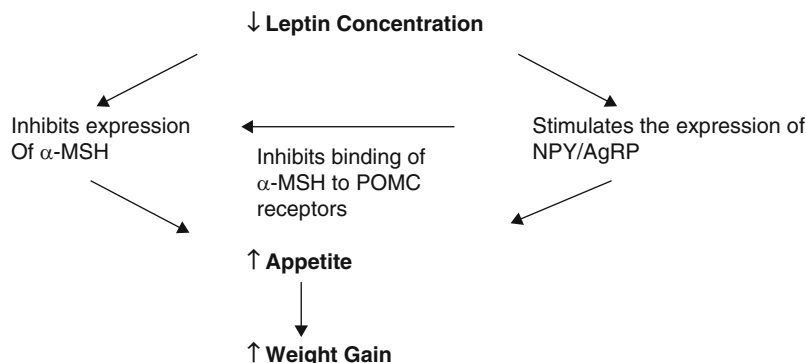 ↓ Leptin Concentration
Inhibits expression
Of α-MSH
Stimulates the expression of
NPY/AgRP
Inhibits binding of
α-MSH to POMC
receptors
↑ Appetite
↑ Weight Gain